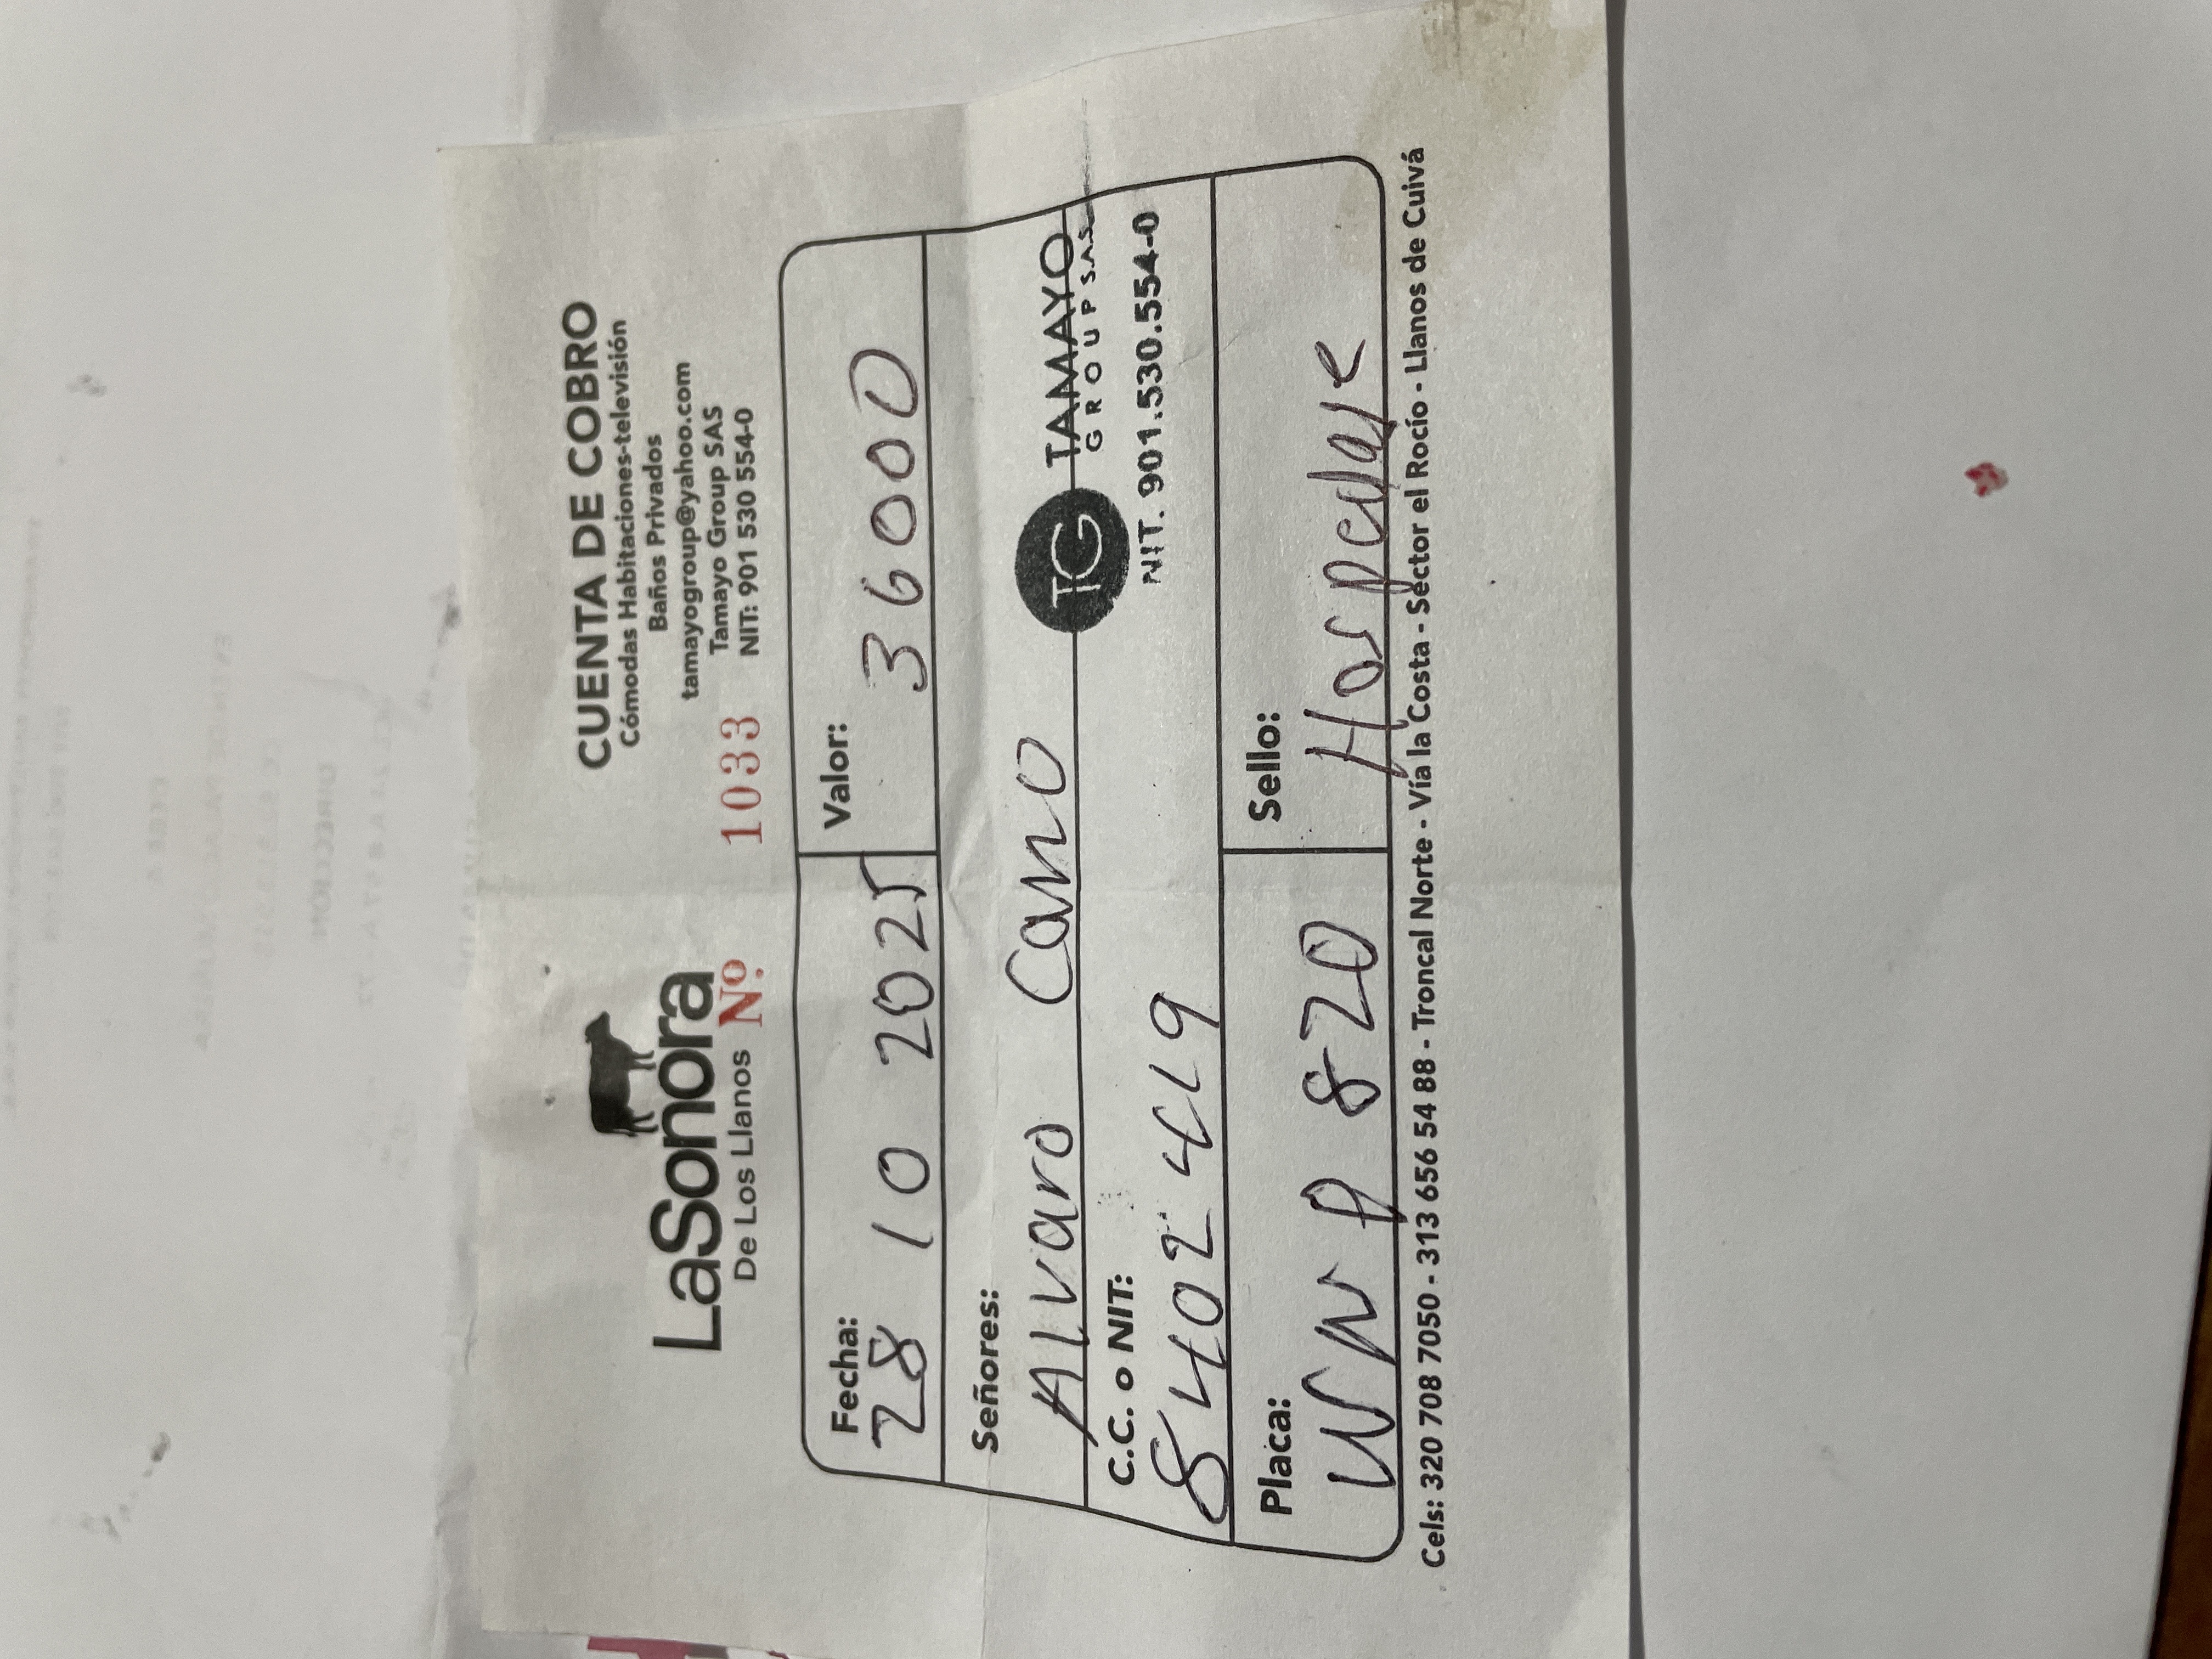 CUENTA DE COBRO
Cómodas Habitaciones-televisión
Baños Privados
tamayogroup@yahoo.com
Tamayo Group SAS
NIT: 901 530 554-0
LaSonora
De Los Llanos
Nº 1033
Fecha: Valor:
28 10 2025 36000
Señores:
Alvaro Cano
TG TAMAYO
GROUP S.A.S
NIT. 901.530.554-0
C.C. o NIT:
8402449
Placa: Sello:
WNP 820
Cels: 320 708 7050 - 313 656 54 88 - Troncal Norte - Vía la Costa - Sector el Rocío - Llanos de Cuivá